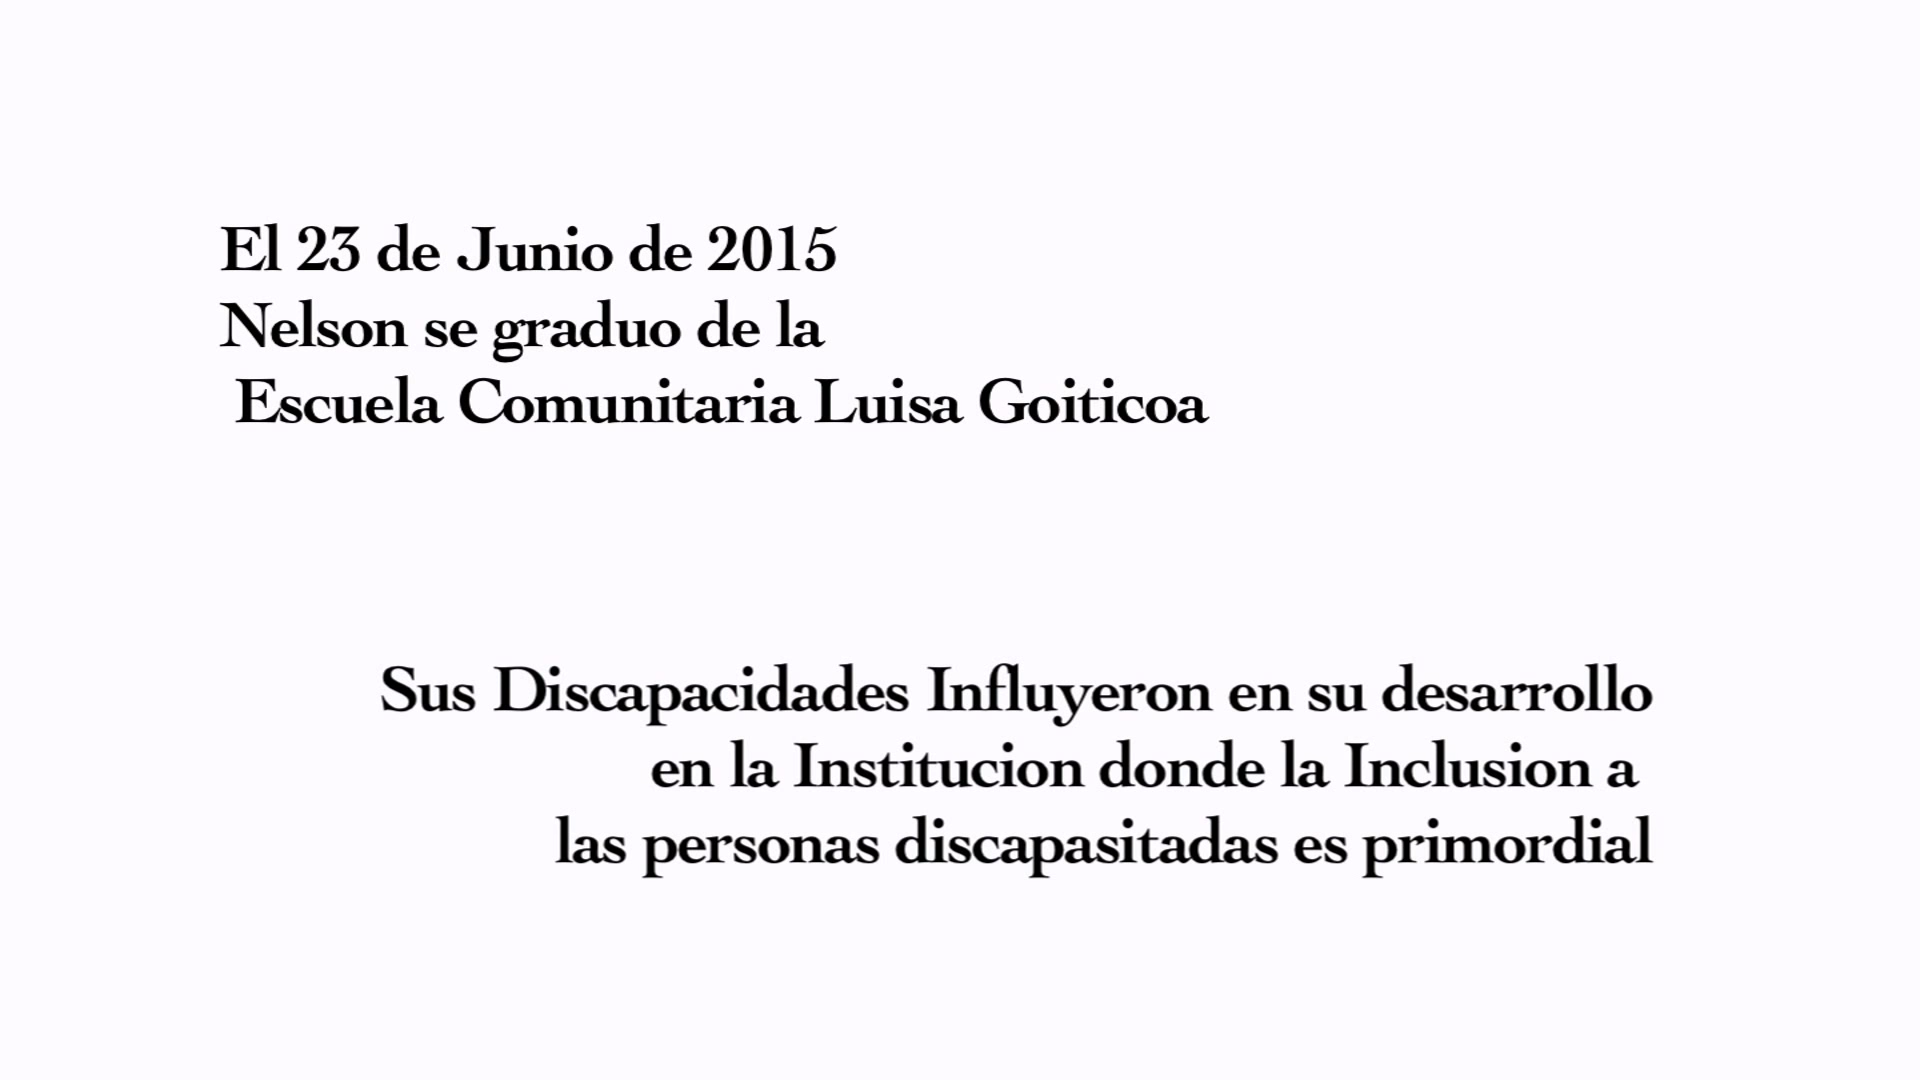 El 23 de Junio de 2015
Nelson se graduo de la
Escuela Comunitaria Luisa Goiticoa
Sus Discapacidades Influyeron en su desarrollo
en la Institucion donde la Inclusion a
las personas discapasitadas es primordial